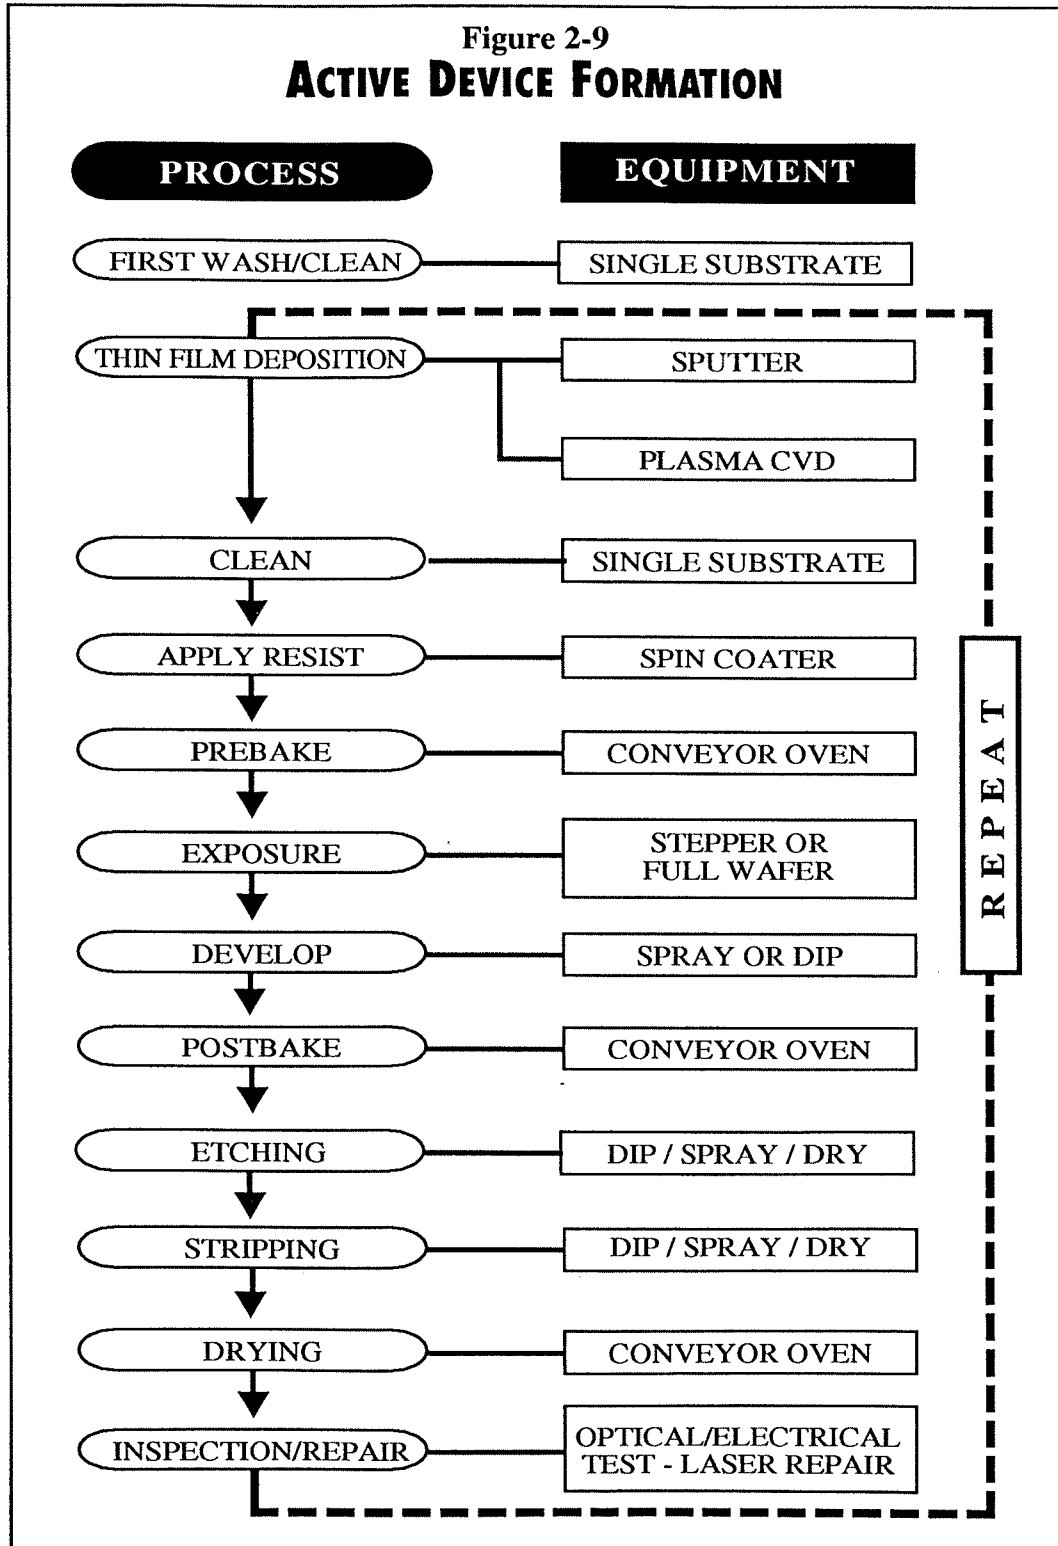 Figure 2-9
ACTIVE DEVICE FORMATION
PROCESS
EQUIPMENT
FIRST WASH/CLEAN
SINGLE SUBSTRATE
THIN FILM DEPOSITION
SPUTTER
PLASMA CVD
CLEAN
SINGLE SUBSTRATE
APPLY RESIST
SPIN COATER
PREBAKE
CONVEYOR OVEN
EXPOSURE
STEPPER OR
FULL WAFER
DEVELOP
SPRAY OR DIP
POSTBAKE
CONVEYOR OVEN
ETCHING
DIP / SPRAY / DRY
STRIPPING
DIP / SPRAY / DRY
DRYING
CONVEYOR OVEN
INSPECTION/REPAIR
OPTICAL/ELECTRICAL
TEST - LASER REPAIR
REPEAT